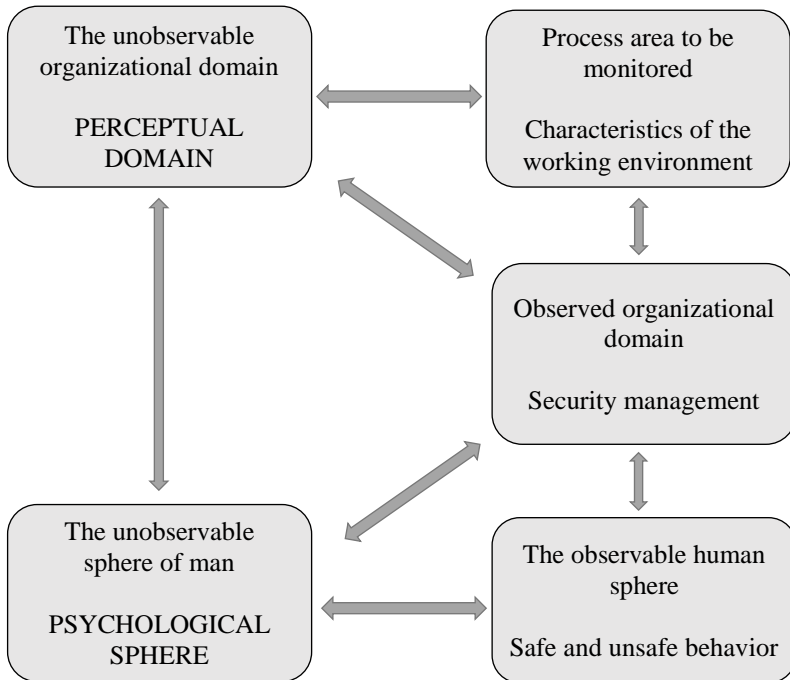 The unobservable
organizational domain
PERCEPTUAL
DOMAIN
Process area to be
monitored
Characteristics of the
working environment
Observed organizational
domain
Security management
The unobservable
sphere of man
PSYCHOLOGICAL
SPHERE
The observable human
sphere
Safe and unsafe behavior